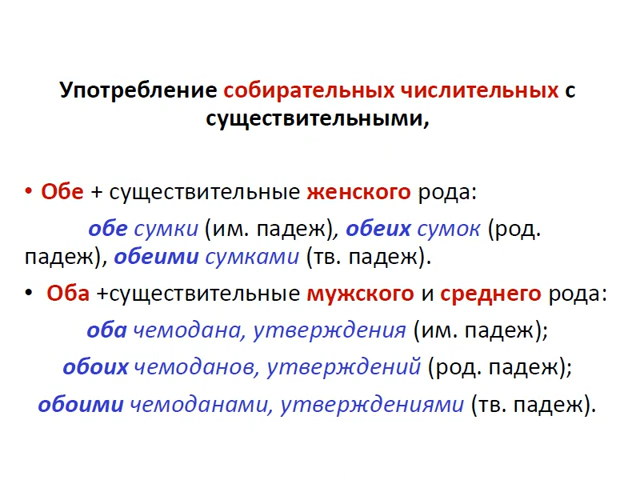 Употребление собирательных числительных с
существительными,
• Обе + существительные женского рода:
обе сумки (им. падеж), обеих сумок (род.
падеж), обеими сумками (тв. падеж).
• Оба +существительные мужского и среднего рода:
оба чемодана, утверждения (им. падеж);
обоих чемоданов, утверждений (род. падеж);
обоими чемоданами, утверждениями (тв. падеж).